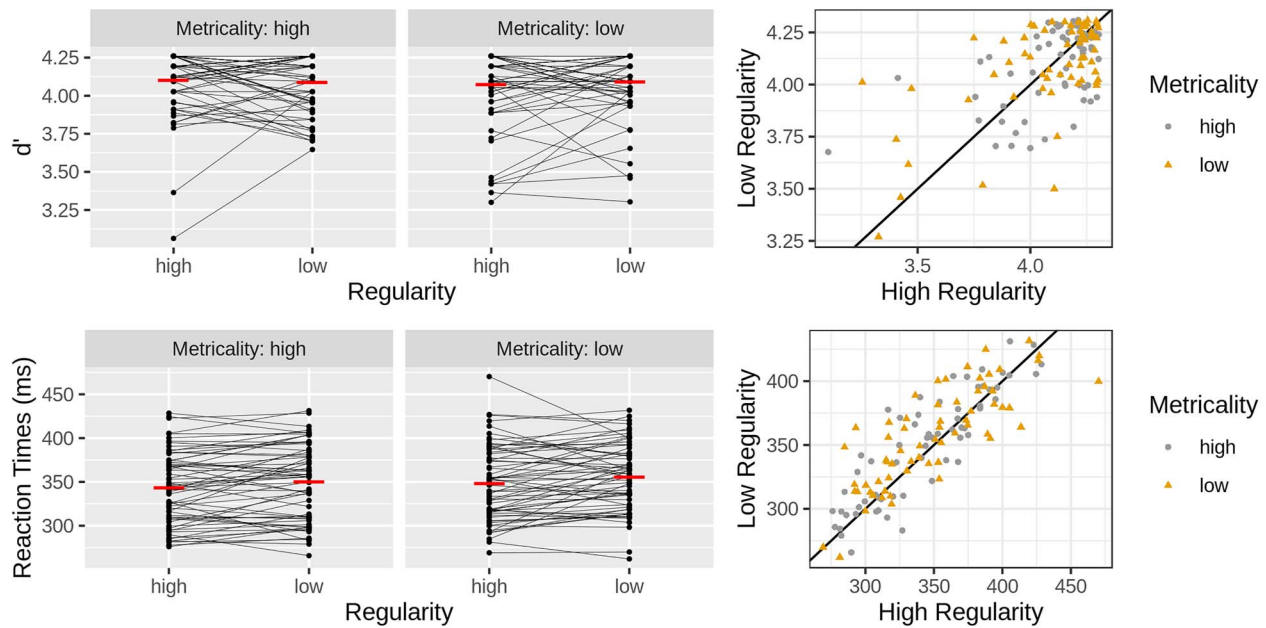 Metricality: high
Metricality: low
d'
4.25
4.00
3.75
3.50
3.25
high
low
high
low
Regularity
Low Regularity
4.25
4.00
3.75
3.50
3.25
3.5
4.0
High Regularity
Metricality
high
low
Metricality: high
Metricality: low
Reaction Times (ms)
450
400
350
300
high
low
high
low
Regularity
Low Regularity
400
350
300
300
350
400
450
High Regularity
Metricality
high
low